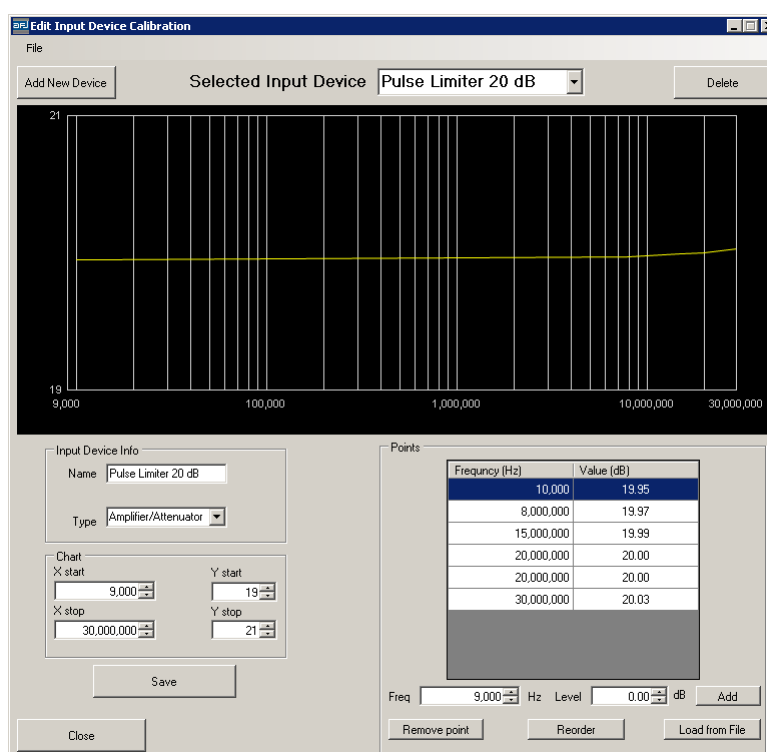 Edit Input Device Calibration
File
Add New Device
Selected Input Device
Pulse Limiter 20 dB
Delete
21
19
9,000
100,000
1,000,000
10,000,000
30,000,000
Input Device Info
Name
Pulse Limiter 20 dB
Type
Amplifier/Attenuator
Chart
X start
Y start
9,000
19
X stop
Y stop
30,000,000
21
Save
Close
Points
Frequncy (Hz) Value (dB)
10,000 19.95
8,000,000 19.97
15,000,000 19.99
20,000,000 20.00
20,000,000 20.00
30,000,000 20.03
Freq 9,000 Hz Level 0.00 dB Add
Remove point
Reorder
Load from File